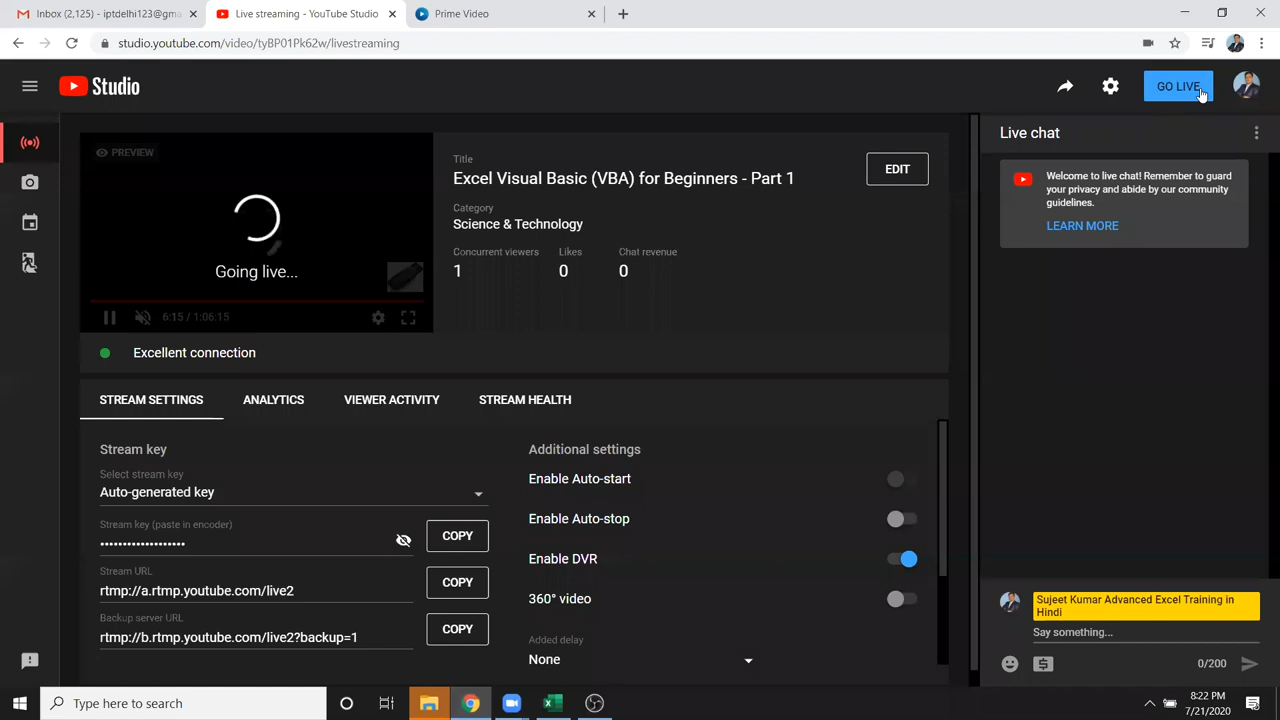 Inbox (2,125) - iptdelhi123@gm
Live streaming - YouTube Studio
Prime Video
studio.youtube.com/video/tyBP01Pk62w/livestreaming
Studio
GO LIVE
PREVIEW
Going live...
6:15 / 1:06:15
Title
Excel Visual Basic (VBA) for Beginners - Part 1
EDIT
Category
Science & Technology
Concurrent viewers
Likes
Chat revenue
1
0
0
Live chat
Welcome to live chat! Remember to guard
your privacy and abide by our community
guidelines.
LEARN MORE
Excellent connection
STREAM SETTINGS
ANALYTICS
VIEWER ACTIVITY
STREAM HEALTH
Stream key
Select stream key
Auto-generated key
Stream key (paste in encoder)
•••••••••••••••••••
COPY
Stream URL
rtmp://a.rtmp.youtube.com/live2
COPY
Backup server URL
rtmp://b.rtmp.youtube.com/live2?backup=1
COPY
Additional settings
Enable Auto-start
Enable Auto-stop
Enable DVR
360° video
Added delay
None
Sujeet Kumar Advanced Excel Training in
Hindi
Say something...
0/200
Type here to search
8:22 PM
7/21/2020